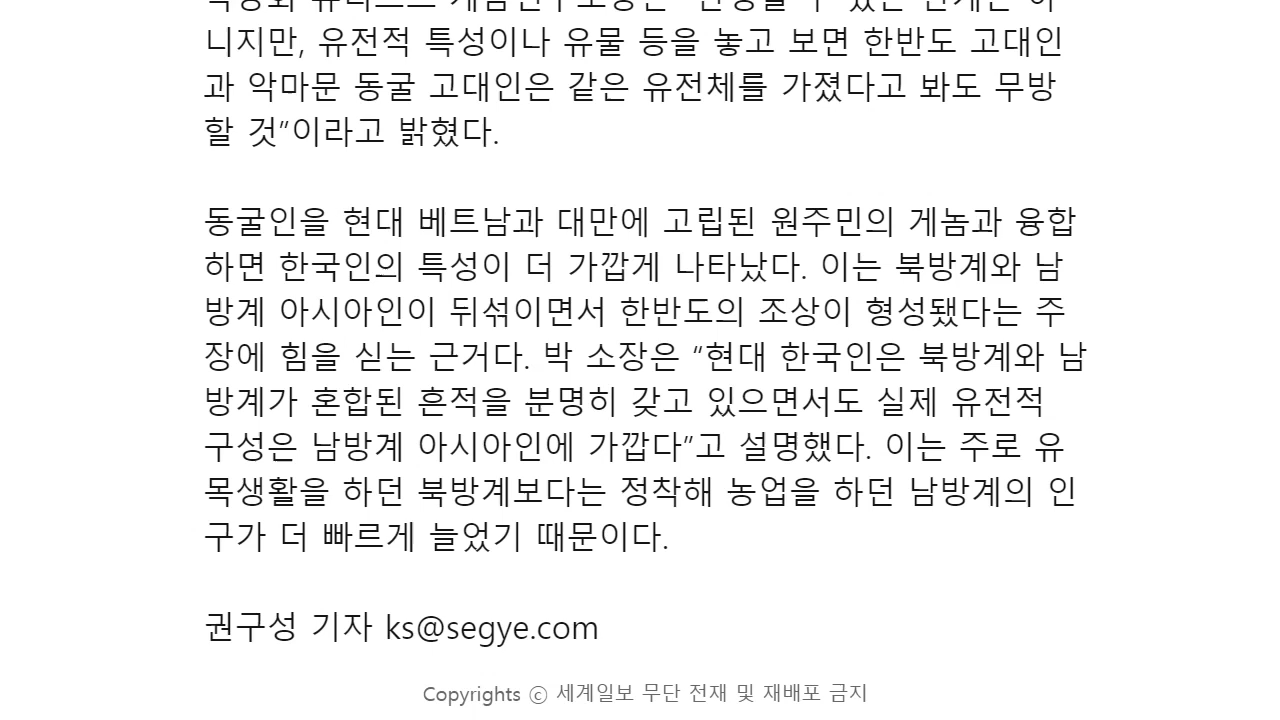 니지만, 유전적 특성이나 유물 등을 놓고 보면 한반도 고대인
과 악마문 동굴 고대인은 같은 유전체를 가졌다고 봐도 무방
할 것”이라고 밝혔다.
동굴인을 현대 베트남과 대만에 고립된 원주민의 게놈과 융합
하면 한국인의 특성이 더 가깝게 나타났다. 이는 북방계와 남
방계 아시아인이 뒤섞이면서 한반도의 조상이 형성됐다는 주
장에 힘을 싣는 근거다. 박 소장은 “현대 한국인은 북방계와 남
방계가 혼합된 흔적을 분명히 갖고 있으면서도 실제 유전적
구성은 남방계 아시아인에 가깝다”고 설명했다. 이는 주로 유
목생활을 하던 북방계보다는 정착해 농업을 하던 남방계의 인
구가 더 빠르게 늘었기 때문이다.
권구성 기자 ks@segye.com
Copyrights ⓒ 세계일보 무단 전재 및 재배포 금지